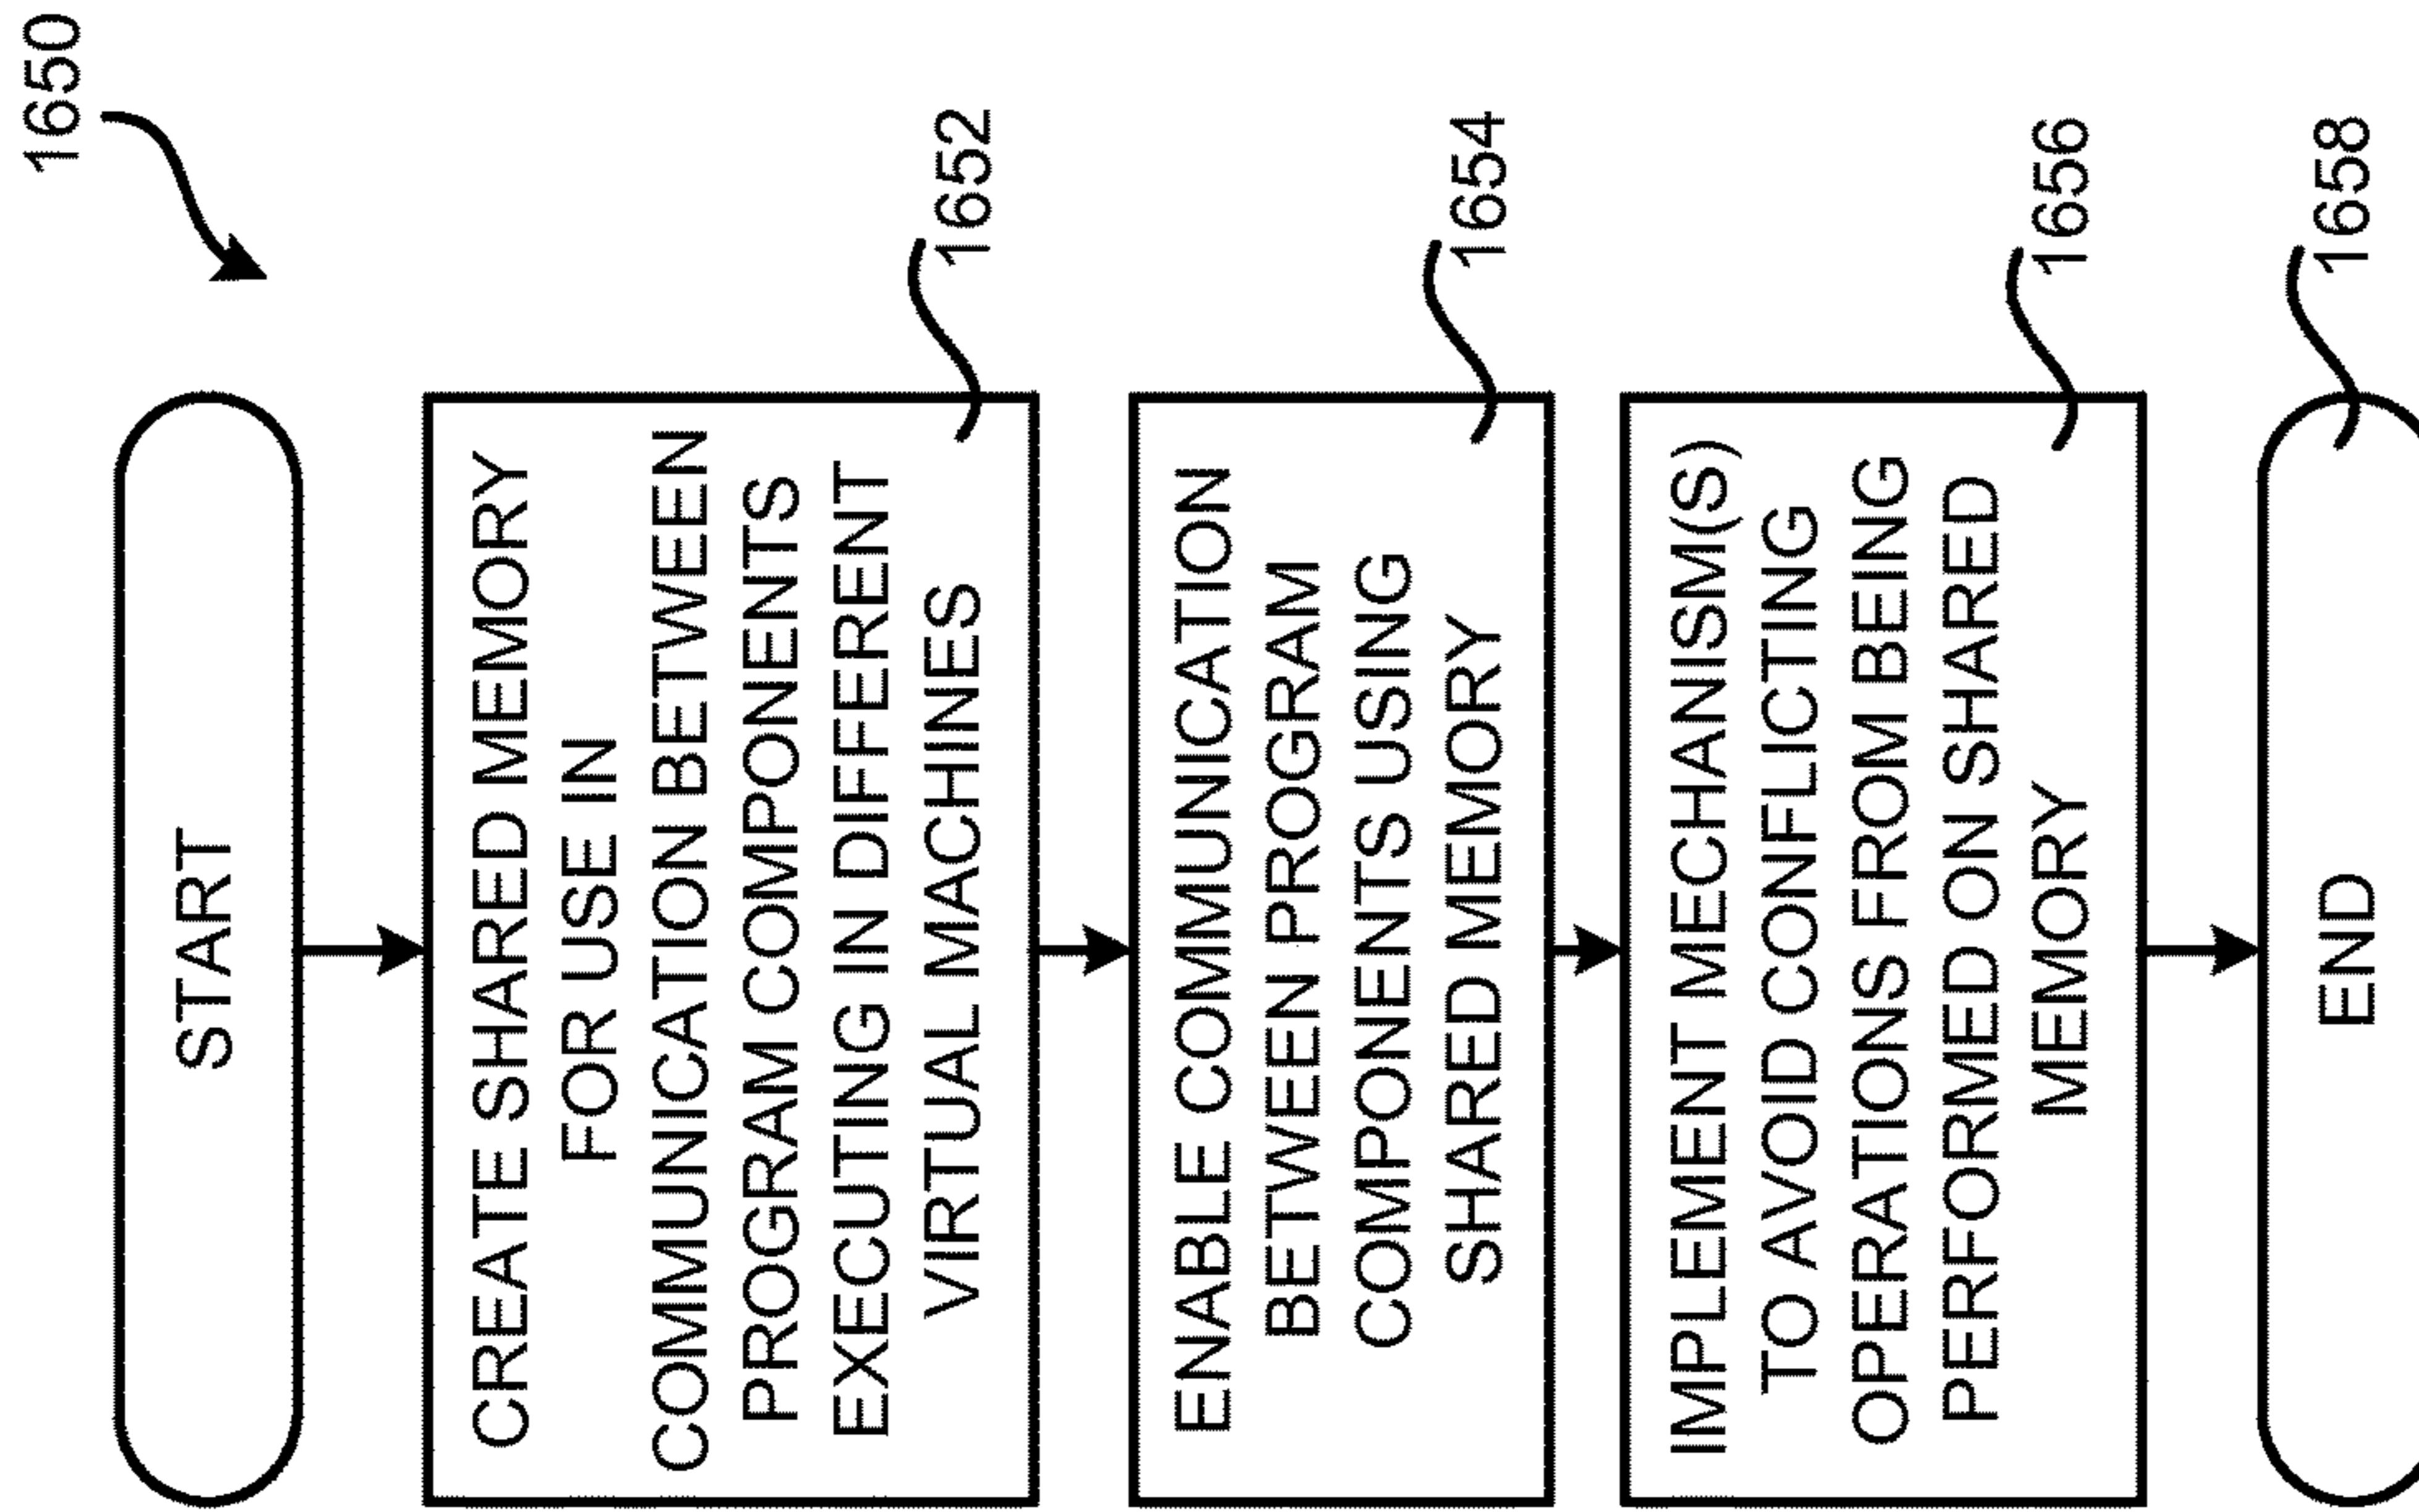 1650
START
CREATE SHARED MEMORY
FOR USE IN
COMMUNICATION BETWEEN
PROGRAM COMPONENTS
EXECUTING IN DIFFERENT
VIRTUAL MACHINES
1652
ENABLE COMMUNICATION
BETWEEN PROGRAM
COMPONENTS USING
SHARED MEMORY
1654
IMPLEMENT MECHANISM(S)
TO AVOID CONFLICTING
OPERATIONS FROM BEING
PERFORMED ON SHARED
MEMORY
1656
END
1658